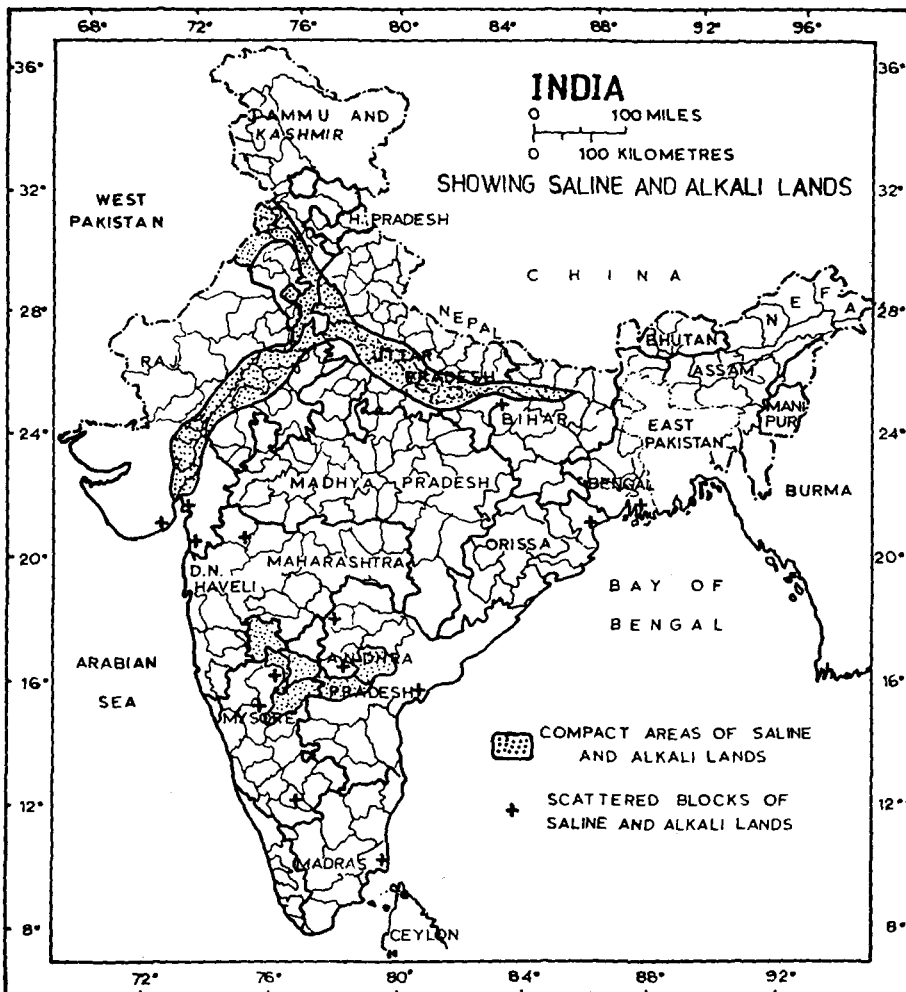 68° 72° 76° 80° 84° 88° 92° 96°
36° 36°
INDIA
0 100 MILES
0 100 KILOMETRES
SHOWING SALINE AND ALKALI LANDS
JAMMU AND
KASHMIR
32° 32°
WEST
PAKISTAN
H. PRADESH
CHINA
28° 28°
NEPAL
N E F A
BHUTAN
RAJ.
UTTAR
PRADESH
ASSAM
BIHAR
MANI
PUR
EAST
PAKISTAN
24° 24°
MADHYA PRADESH
BENGAL
BURMA
20° 20°
ORISSA
MAHARASHTRA
D.N.
HAVELI
BAY OF
BENGAL
ARABIAN
SEA
ANDHRA
PRADESH
16° 16°
MYSORE
COMPACT AREAS OF SALINE
AND ALKALI LANDS
SCATTERED BLOCKS OF
SALINE AND ALKALI LANDS
12° 12°
MADRAS
8° 8°
CEYLON
72° 76° 80° 84° 88° 92°